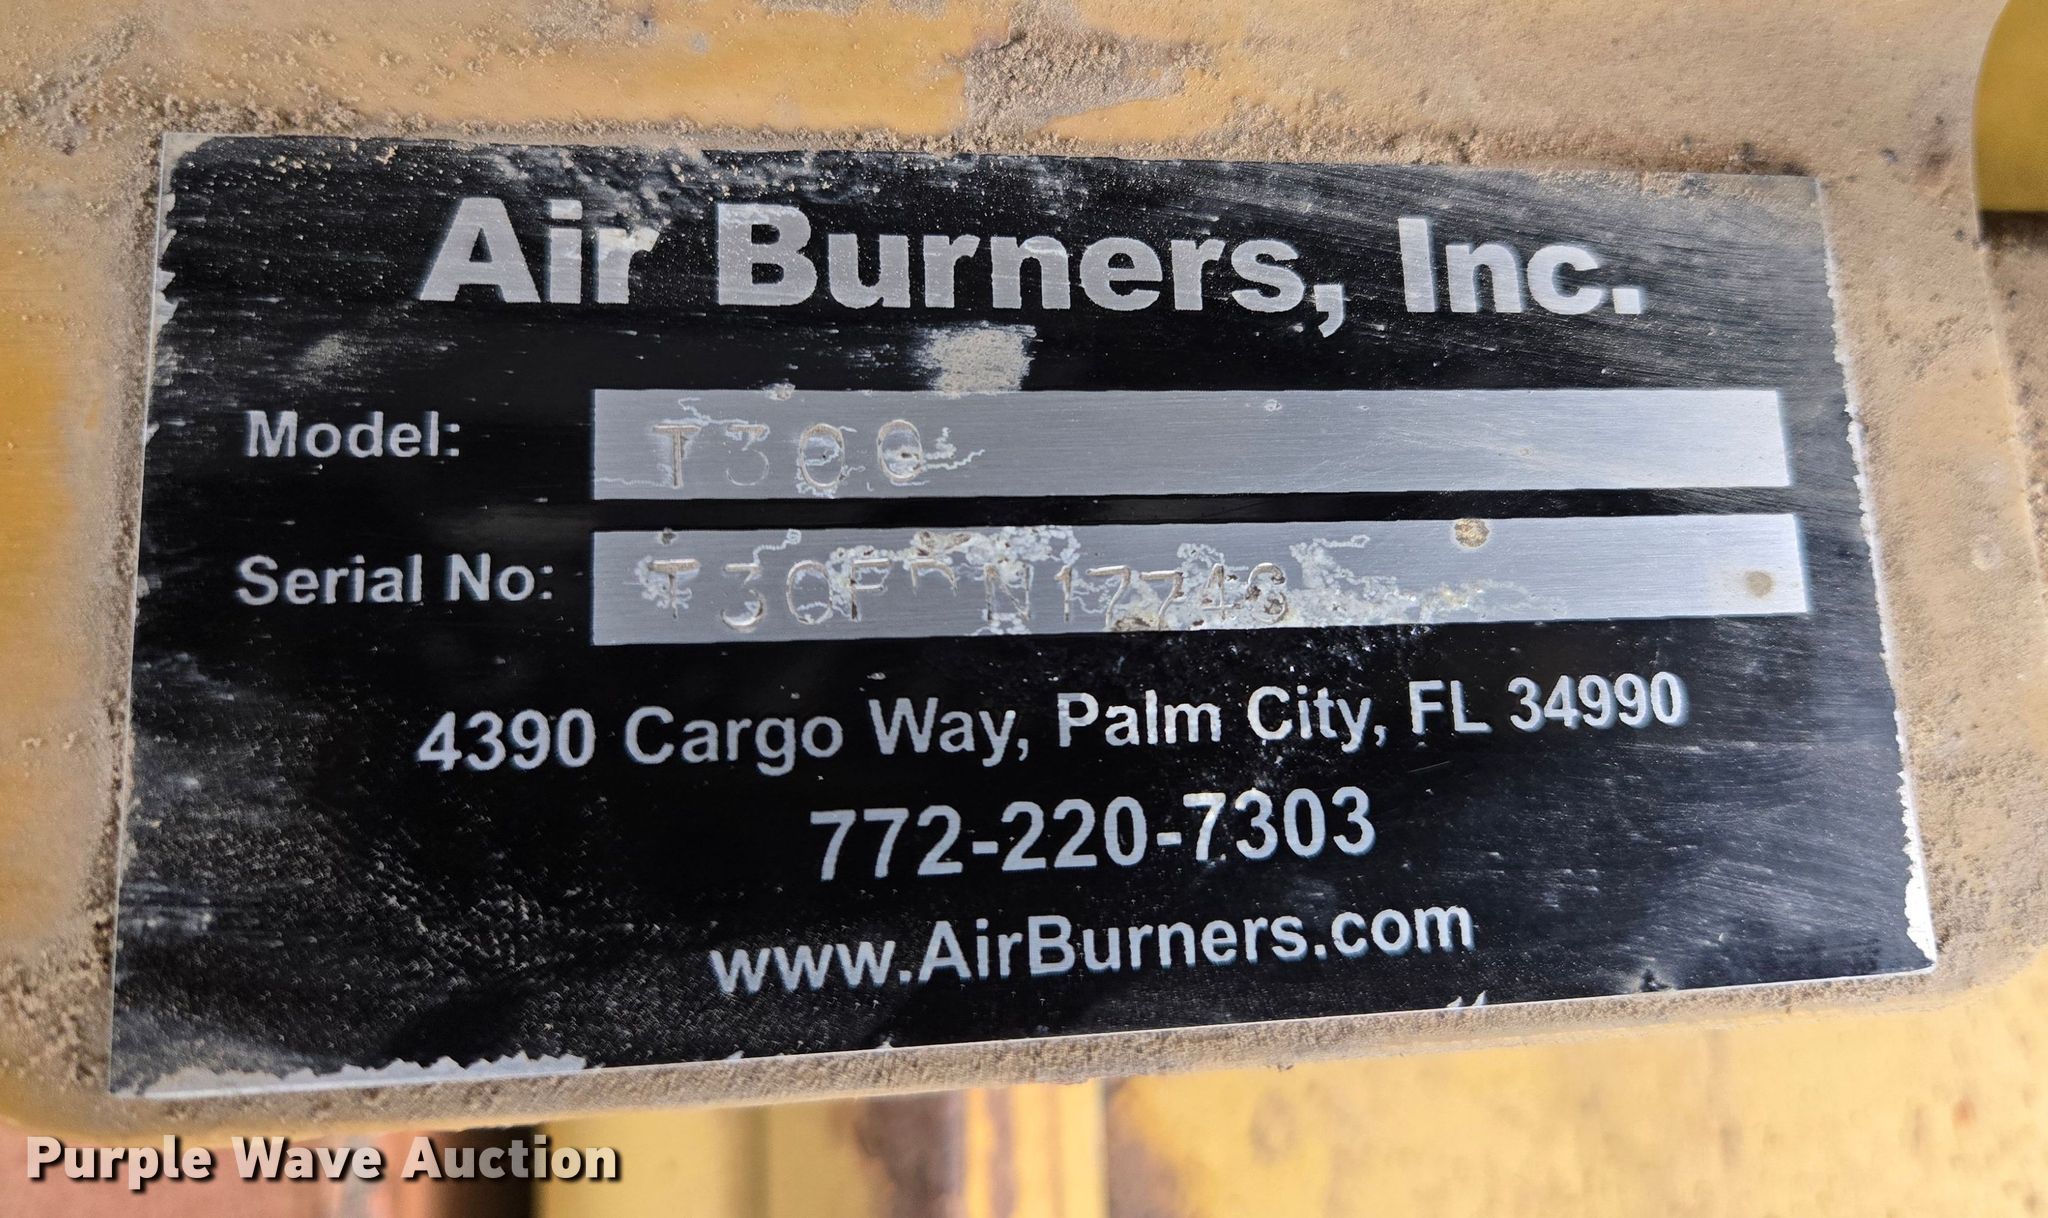 Air Burners, Inc.
Model: T300
Serial No:
4390 Cargo Way, Palm City, FL 34990
772-220-7303
www.AirBurners.com
Purple Wave Auction